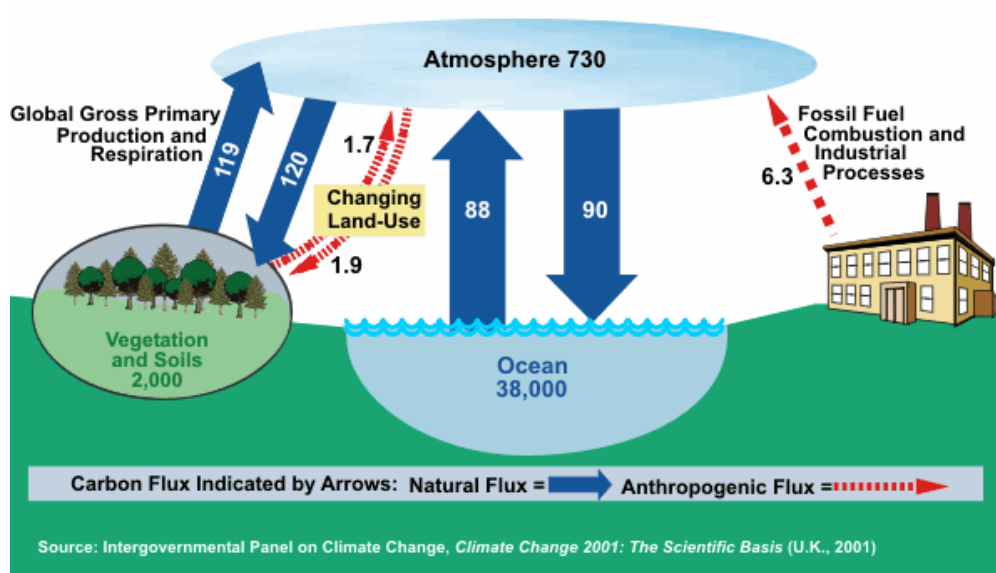 Atmosphere 730
Global Gross Primary
Production and
Respiration
119
120
1.7
Changing
Land-Use
1.9
88
90
Fossil Fuel
Combustion and
Industrial
Processes
6.3
Vegetation
and Soils
2,000
Ocean
38,000
Carbon Flux Indicated by Arrows: Natural Flux = Anthropogenic Flux =
Source: Intergovernmental Panel on Climate Change, Climate Change 2001: The Scientific Basis (U.K., 2001)